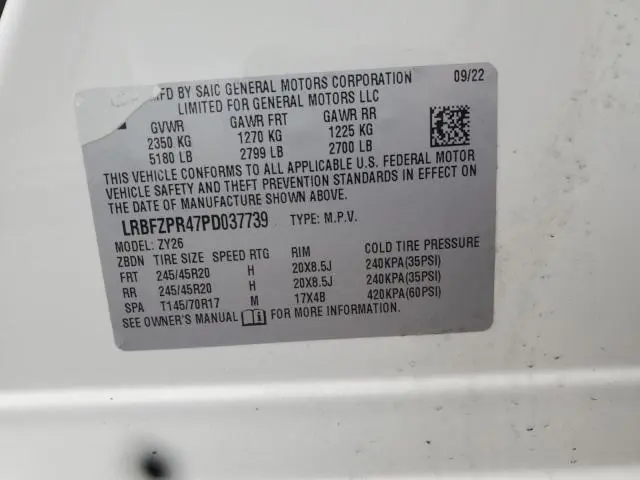 MFD BY SAIC GENERAL MOTORS CORPORATION 09/22
LIMITED FOR GENERAL MOTORS LLC
GVWR GAWR FRT GAWR RR
2350 KG 1270 KG 1225 KG
5180 LB 2799 LB 2700 LB
THIS VEHICLE CONFORMS TO ALL APPLICABLE U.S. FEDERAL MOTOR
VEHICLE SAFETY AND THEFT PREVENTION STANDARDS IN EFFECT ON
THE DATE OF MANUFACTURE SHOWN ABOVE.
LRBFZPR47PD037739 TYPE: M.P.V.
MODEL: ZY26
ZBDN TIRE SIZE SPEED RTG RIM COLD TIRE PRESSURE
FRT 245/45R20 H 20X8.5J 240KPA(35PSI)
RR 245/45R20 H 20X8.5J 240KPA(35PSI)
SPA T145/70R17 M 17X4B 420KPA(60PSI)
SEE OWNER'S MANUAL i FOR MORE INFORMATION.